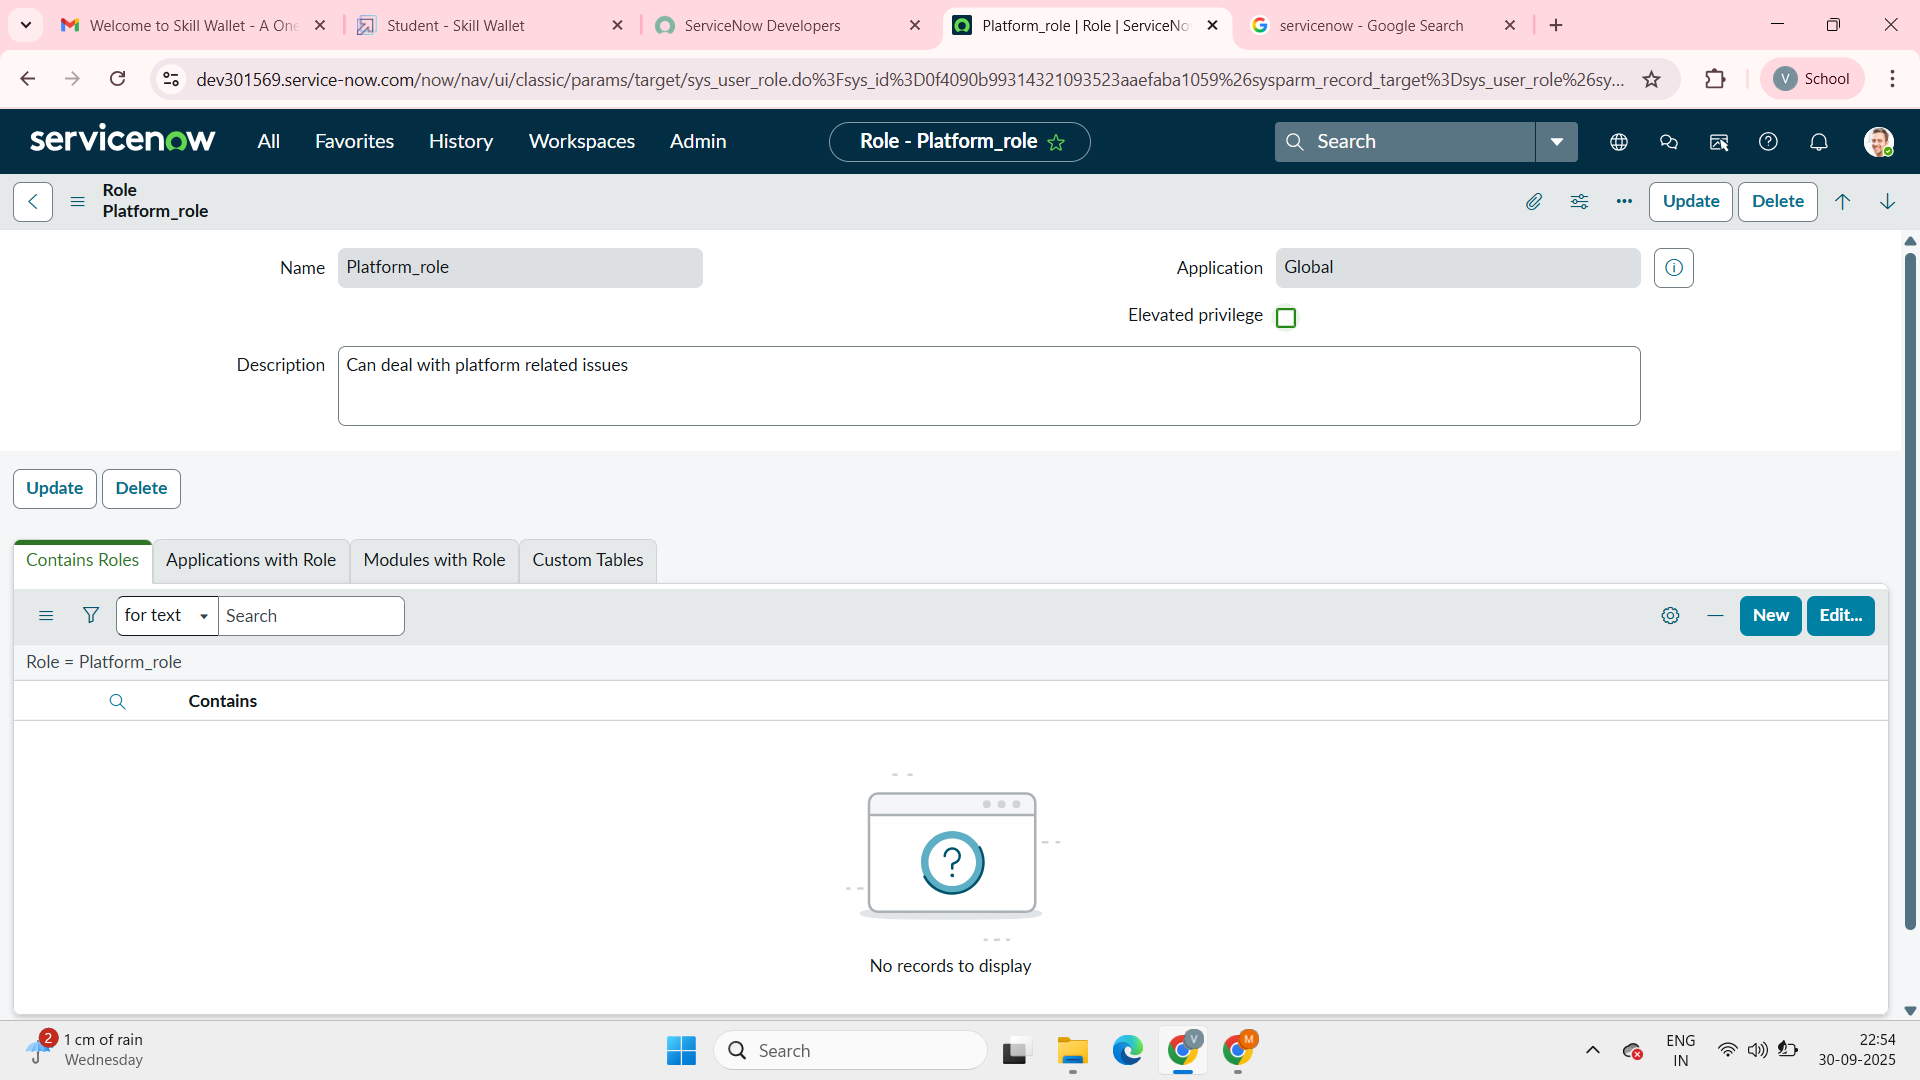 Welcome to Skill Wallet - A One
Student - Skill Wallet
ServiceNow Developers
Platform_role | Role | ServiceNo
servicenow - Google Search
dev301569.service-now.com/now/nav/ui/classic/params/target/sys_user_role.do%3Fsys_id%3D0f4090b99314321093523aaefaba1059%26sysparm_record_target%3Dsys_user_role%26sy...
V School
servicenow
All Favorites History Workspaces Admin
Role - Platform_role
Search
Role
Platform_role
Update Delete
Name Platform_role
Application Global
Elevated privilege
Description Can deal with platform related issues
Update Delete
Contains Roles Applications with Role Modules with Role Custom Tables
for text Search
New Edit...
Role = Platform_role
Contains
?
No records to display
2 1 cm of rain
Wednesday
Search
V
M
ENG
IN
22:54
30-09-2025